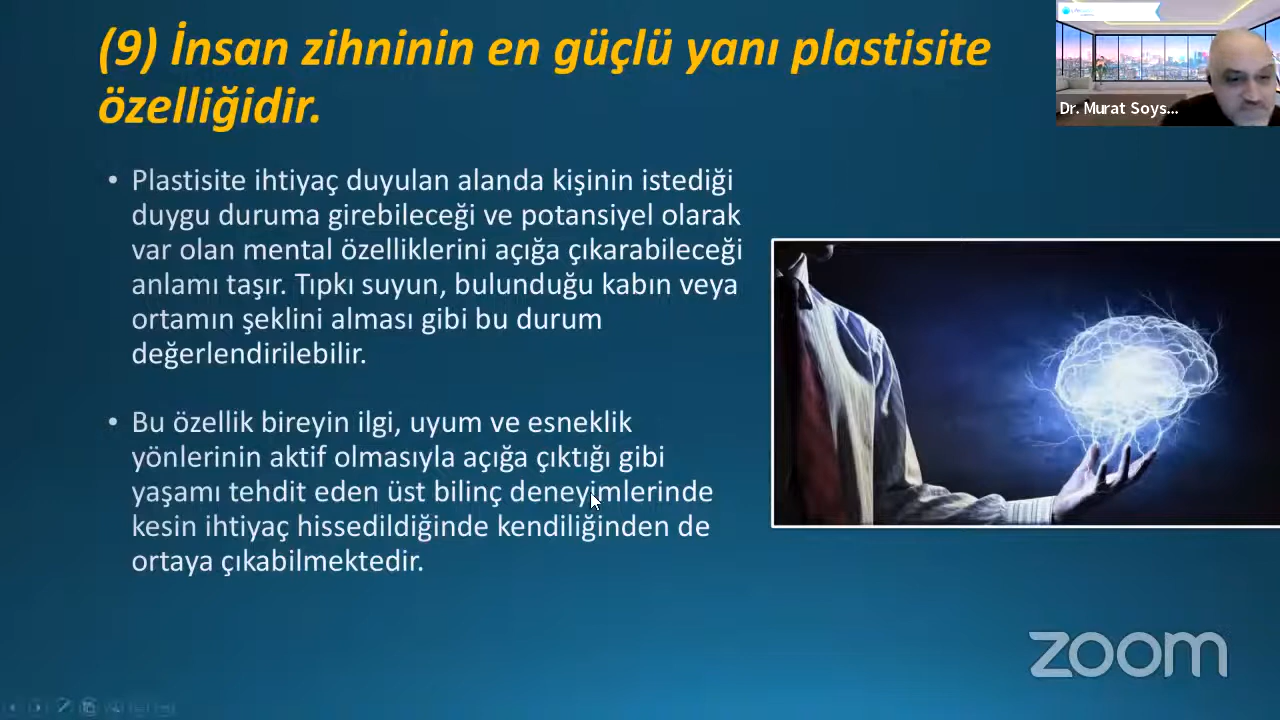 (9) İnsan zihninin en güçlü yanı plastisite
özelliğidir.
Dr. Murat Soys...
• Plastisite ihtiyaç duyulan alanda kişinin istediği
duygu duruma girebileceği ve potansiyel olarak
var olan mental özelliklerini açığa çıkarabileceği
anlamı taşır. Tıpkı suyun, bulunduğu kabın veya
ortamın şeklini alması gibi bu durum
değerlendirilebilir.
• Bu özellik bireyin ilgi, uyum ve esneklik
yönlerinin aktif olmasıyla açığa çıktığı gibi
yaşamı tehdit eden üst bilinç deneyimlerinde
kesin ihtiyaç hissedildiğinde kendiliğinden de
ortaya çıkabilmektedir.
zoom